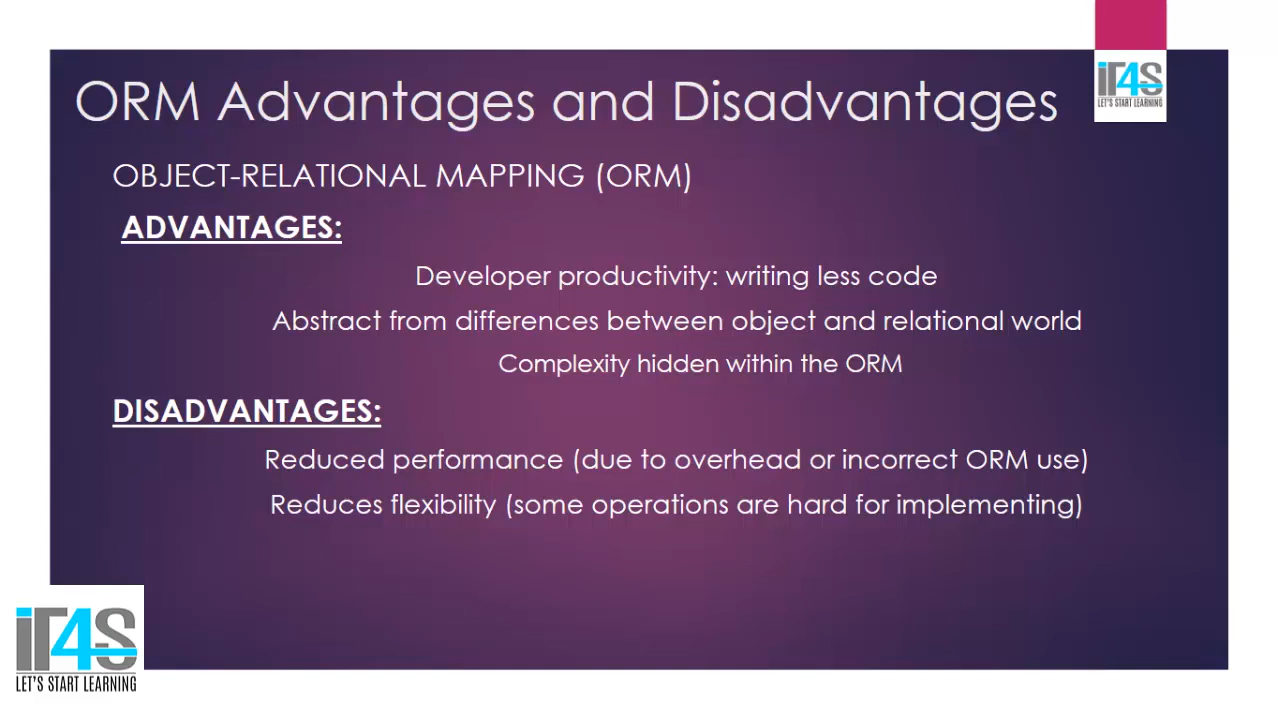 ORM Advantages and Disadvantages
iT4S
LET'S START LEARNING
OBJECT-RELATIONAL MAPPING (ORM)
ADVANTAGES:
Developer productivity: writing less code
Abstract from differences between object and relational world
Complexity hidden within the ORM
DISADVANTAGES:
Reduced performance (due to overhead or incorrect ORM use)
Reduces flexibility (some operations are hard for implementing)
iT4S
LET'S START LEARNING